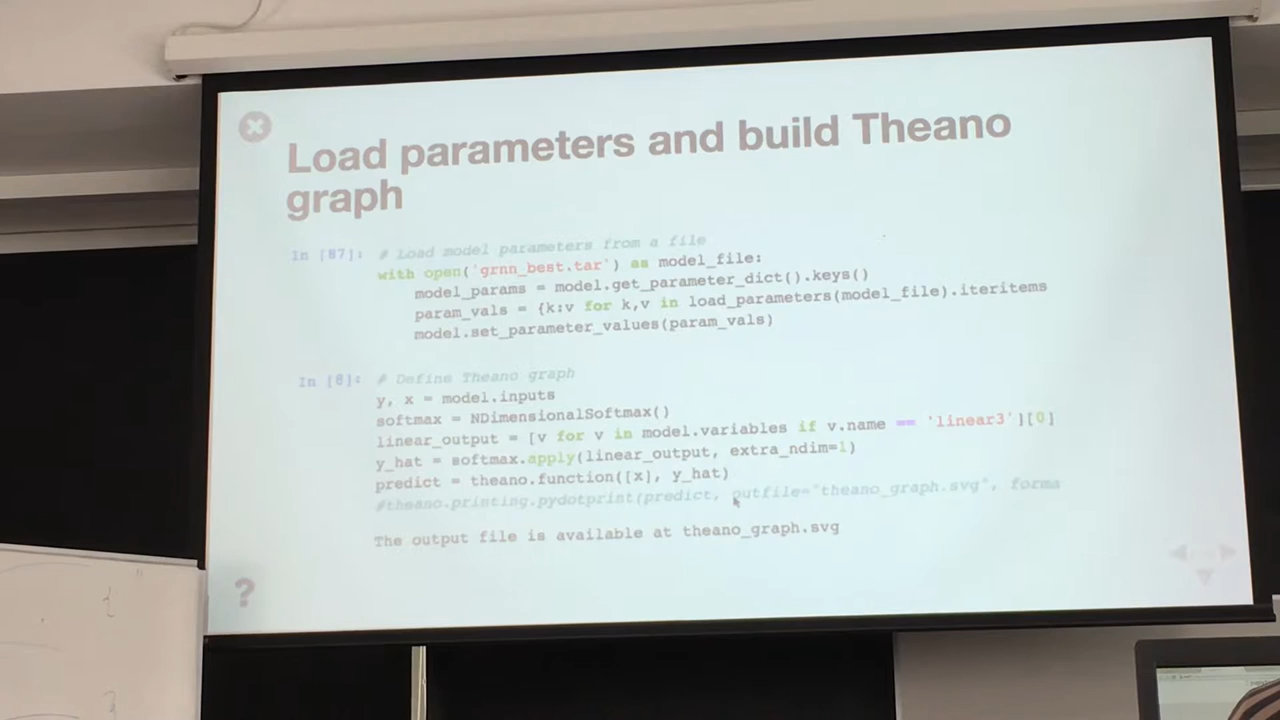 Load parameters and build Theano
graph
In [87]: # Load model parameters from a file
with open('grnn_best.tar') as model_file:
model_params = model.get_parameter_dict().keys()
param_vals = {k:v for k,v in load_parameters(model_file).iteritems
model.set_parameter_values(param_vals)
In [8]: # Define Theano graph
y, x = model.inputs
softmax = NDimensionalSoftmax()
linear_output = [v for v in model.variables if v.name == 'linear3'][0]
y_hat = softmax.apply(linear_output, extra_ndim=1)
predict = theano.function([x], y_hat)
#theano.printing.pydotprint(predict, outfile="theano_graph.svg", forma
The output file is available at theano_graph.svg
?